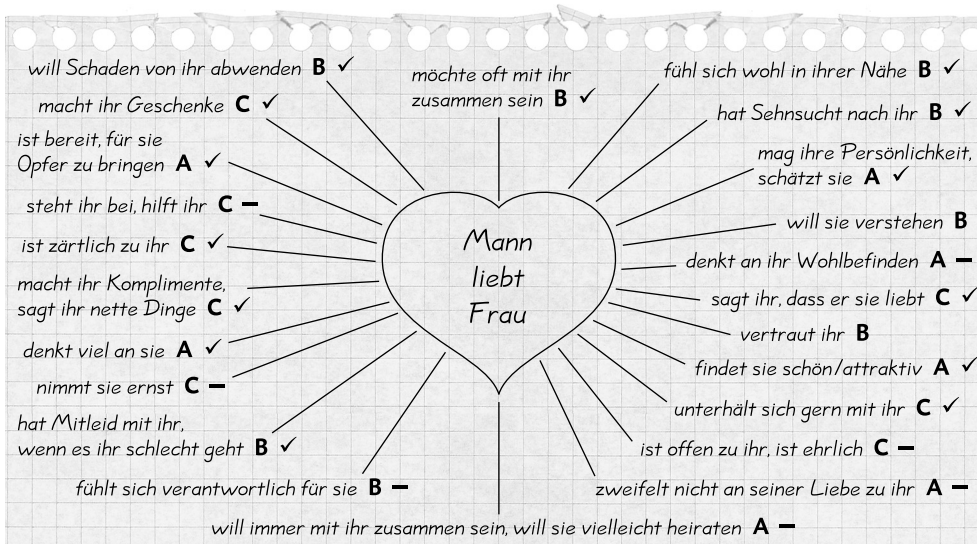 will Schaden von ihr abwenden B ✓
macht ihr Geschenke C ✓
ist bereit, für sie
Opfer zu bringen A ✓
steht ihr bei, hilft ihr C –
ist zärtlich zu ihr C ✓
macht ihr Komplimente,
sagt ihr nette Dinge C ✓
denkt viel an sie A ✓
nimmt sie ernst C –
hat Mitleid mit ihr,
wenn es ihr schlecht geht B ✓
fühlt sich verantwortlich für sie B –
will immer mit ihr zusammen sein, will sie vielleicht heiraten A –
möchte oft mit ihr
zusammen sein B ✓
Mann
liebt
Frau
fühl sich wohl in ihrer Nähe B ✓
hat Sehnsucht nach ihr B ✓
mag ihre Persönlichkeit,
schätzt sie A ✓
will sie verstehen B
denkt an ihr Wohlbefinden A –
sagt ihr, dass er sie liebt C ✓
vertraut ihr B
findet sie schön/attraktiv A ✓
unterhält sich gern mit ihr C ✓
ist offen zu ihr, ist ehrlich C –
zweifelt nicht an seiner Liebe zu ihr A –